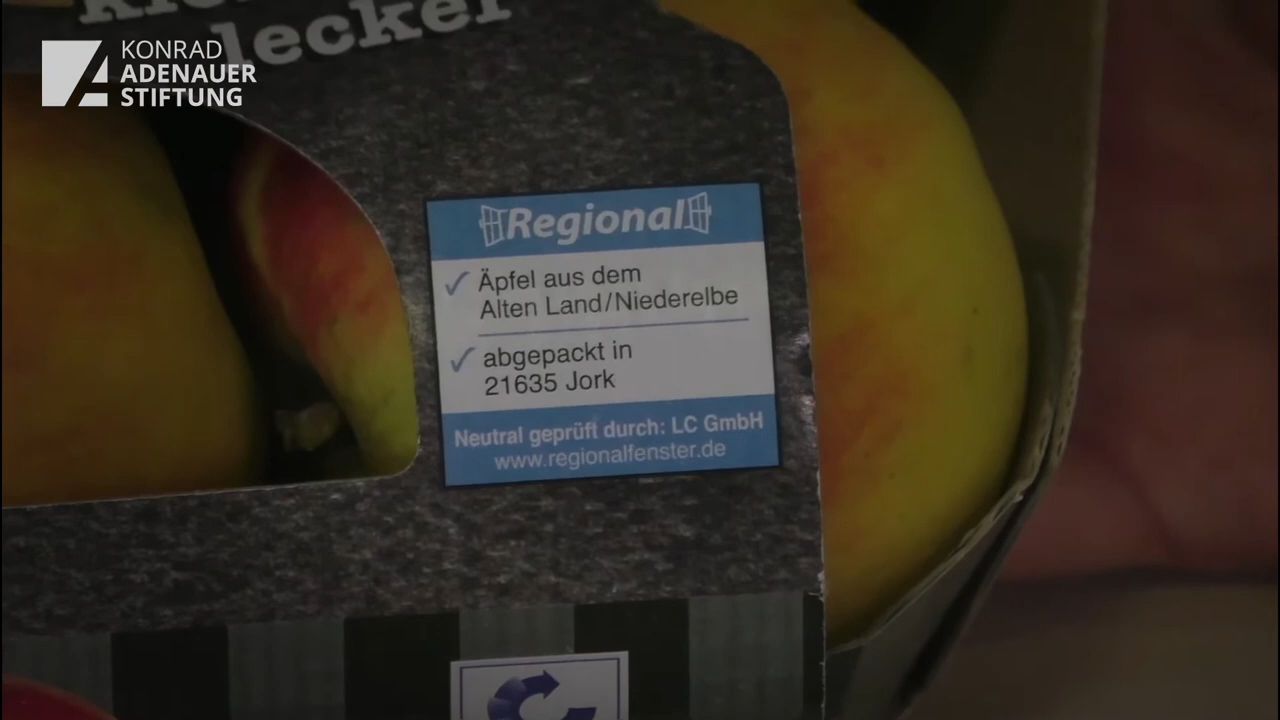 lecker
KONRAD
ADENAUER
STIFTUNG
Regional
Äpfel aus dem
Alten Land/Niederelbe
abgepackt in
21635 Jork
Neutral geprüft durch: LC GmbH
www.regionalfenster.de